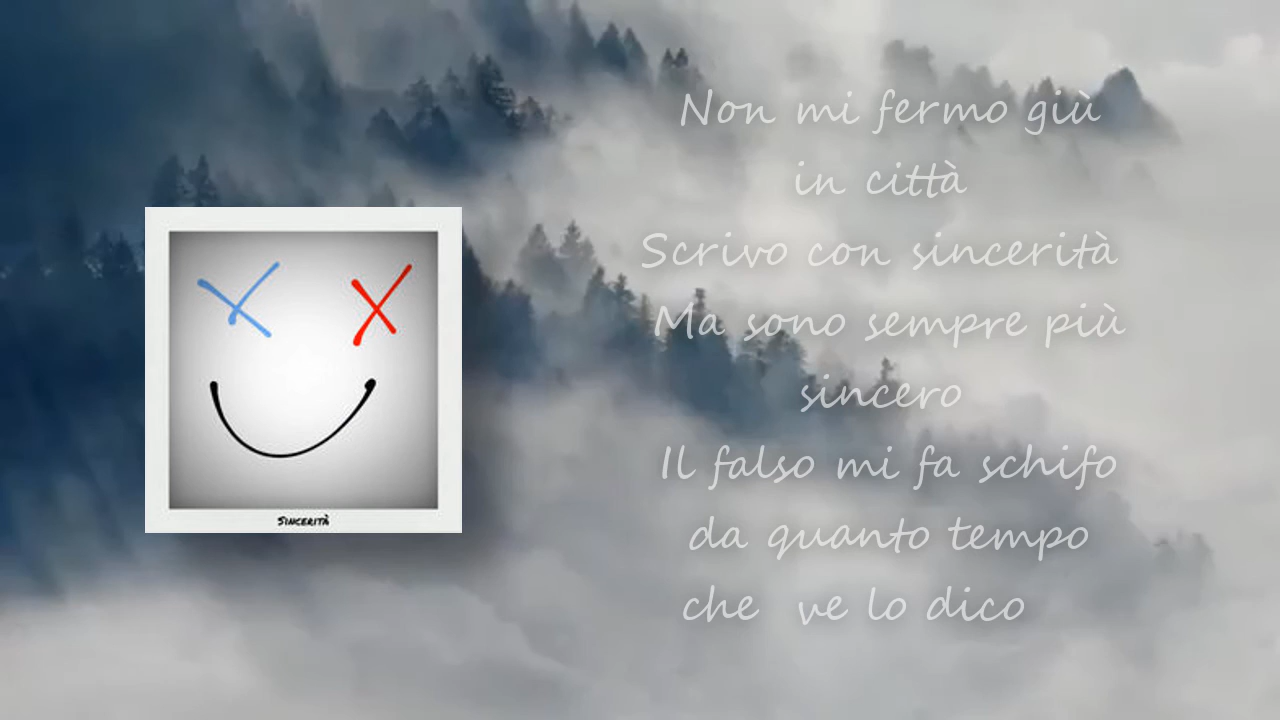 Non mi fermo giù
in città
Scrivo con sincerità
Ma sono sempre più
sincero
Il falso mi fa schifo
da quanto tempo
che ve lo dico
Sincerità